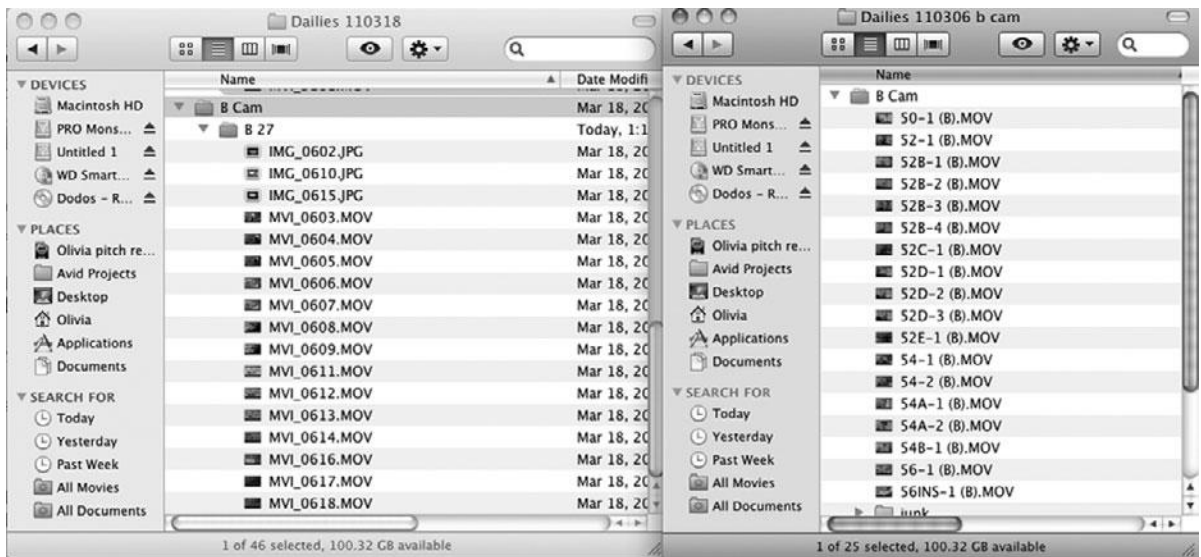 Dailies 110318
Name
Date Modifi
DEVICES
Macintosh HD
PRO Mons...
Untitled 1
WD Smart...
Dodos - R...
PLACES
Olivia pitch re...
Avid Projects
Desktop
Olivia
Applications
Documents
SEARCH FOR
Today
Yesterday
Past Week
All Movies
All Documents
B Cam Mar 18, 20
B 27 Today, 1:1
IMG_0602.JPG Mar 18, 20
IMG_0610.JPG Mar 18, 20
IMG_0615.JPG Mar 18, 20
MVI_0603.MOV Mar 18, 20
MVI_0604.MOV Mar 18, 20
MVI_0605.MOV Mar 18, 20
MVI_0606.MOV Mar 18, 20
MVI_0607.MOV Mar 18, 20
MVI_0608.MOV Mar 18, 20
MVI_0609.MOV Mar 18, 20
MVI_0611.MOV Mar 18, 20
MVI_0612.MOV Mar 18, 20
MVI_0613.MOV Mar 18, 20
MVI_0614.MOV Mar 18, 20
MVI_0616.MOV Mar 18, 20
MVI_0617.MOV Mar 18, 20
MVI_0618.MOV Mar 18, 20
1 of 46 selected, 100.32 GB available
Dailies 110306 b cam
Name
DEVICES
Macintosh HD
PRO Mons...
Untitled 1
WD Smart...
Dodos - R...
PLACES
Olivia pitch re...
Avid Projects
Desktop
Olivia
Applications
Documents
SEARCH FOR
Today
Yesterday
Past Week
All Movies
All Documents
B Cam
50-1 (B).MOV
52-1 (B).MOV
52B-1 (B).MOV
52B-2 (B).MOV
52B-3 (B).MOV
52B-4 (B).MOV
52C-1 (B).MOV
52D-1 (B).MOV
52D-2 (B).MOV
52D-3 (B).MOV
52E-1 (B).MOV
54-1 (B).MOV
54-2 (B).MOV
54A-1 (B).MOV
54A-2 (B).MOV
54B-1 (B).MOV
56-1 (B).MOV
56INS-1 (B).MOV
junk
1 of 25 selected, 100.32 GB available